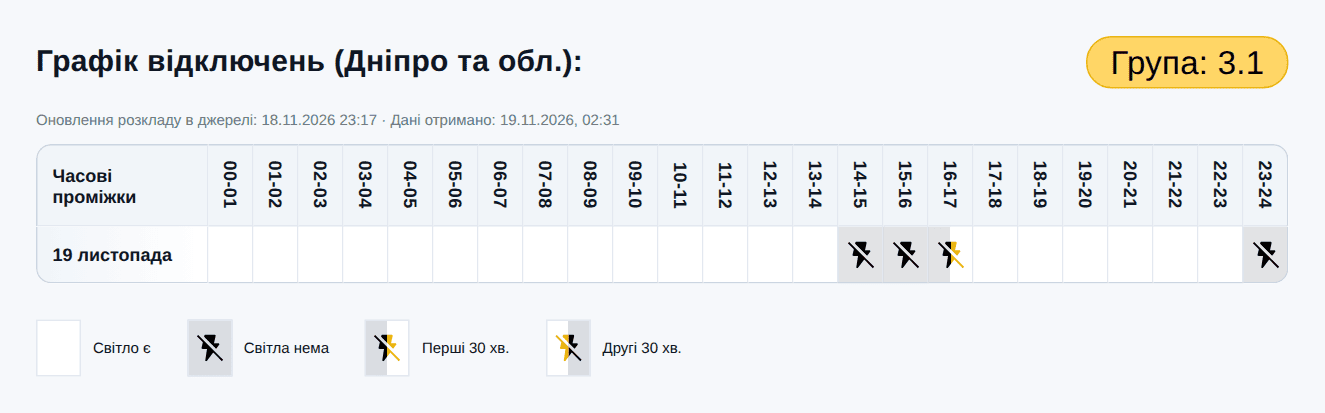 Графік відключень (Дніпро та обл.):
Група: 3.1
Оновлення розкладу в джерелі: 18.11.2026 23:17 · Дані отримано: 19.11.2026, 02:31
Часові
проміжки
00-01
01-02
02-03
03-04
04-05
05-06
06-07
07-08
08-09
09-10
10-11
11-12
12-13
13-14
14-15
15-16
16-17
17-18
18-19
19-20
20-21
21-22
22-23
23-24
19 листопада
Світло є
Світла нема
Перші 30 хв.
Другі 30 хв.